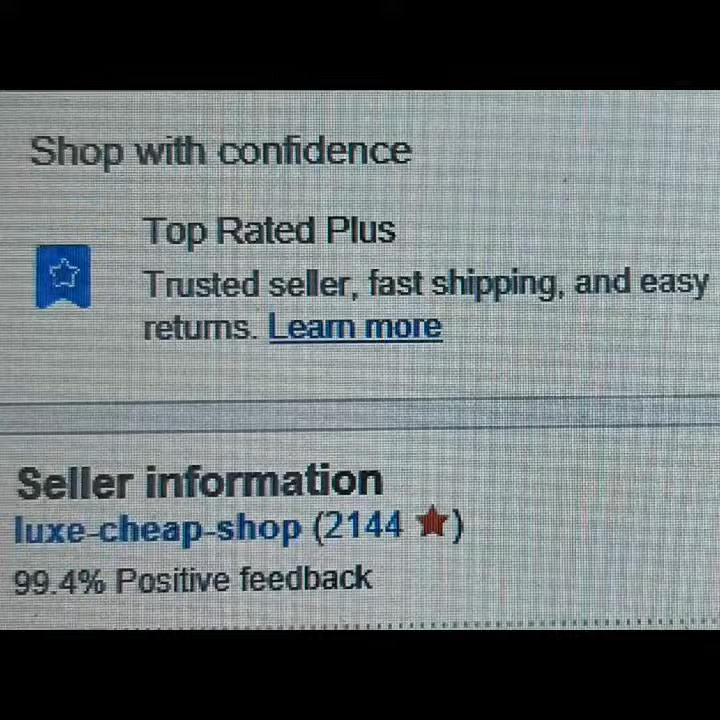 Shop with confidence
Top Rated Plus
Trusted seller, fast shipping, and easy
returns. Learn more
Seller information
luxe-cheap-shop (2144 ★)
99.4% Positive feedback